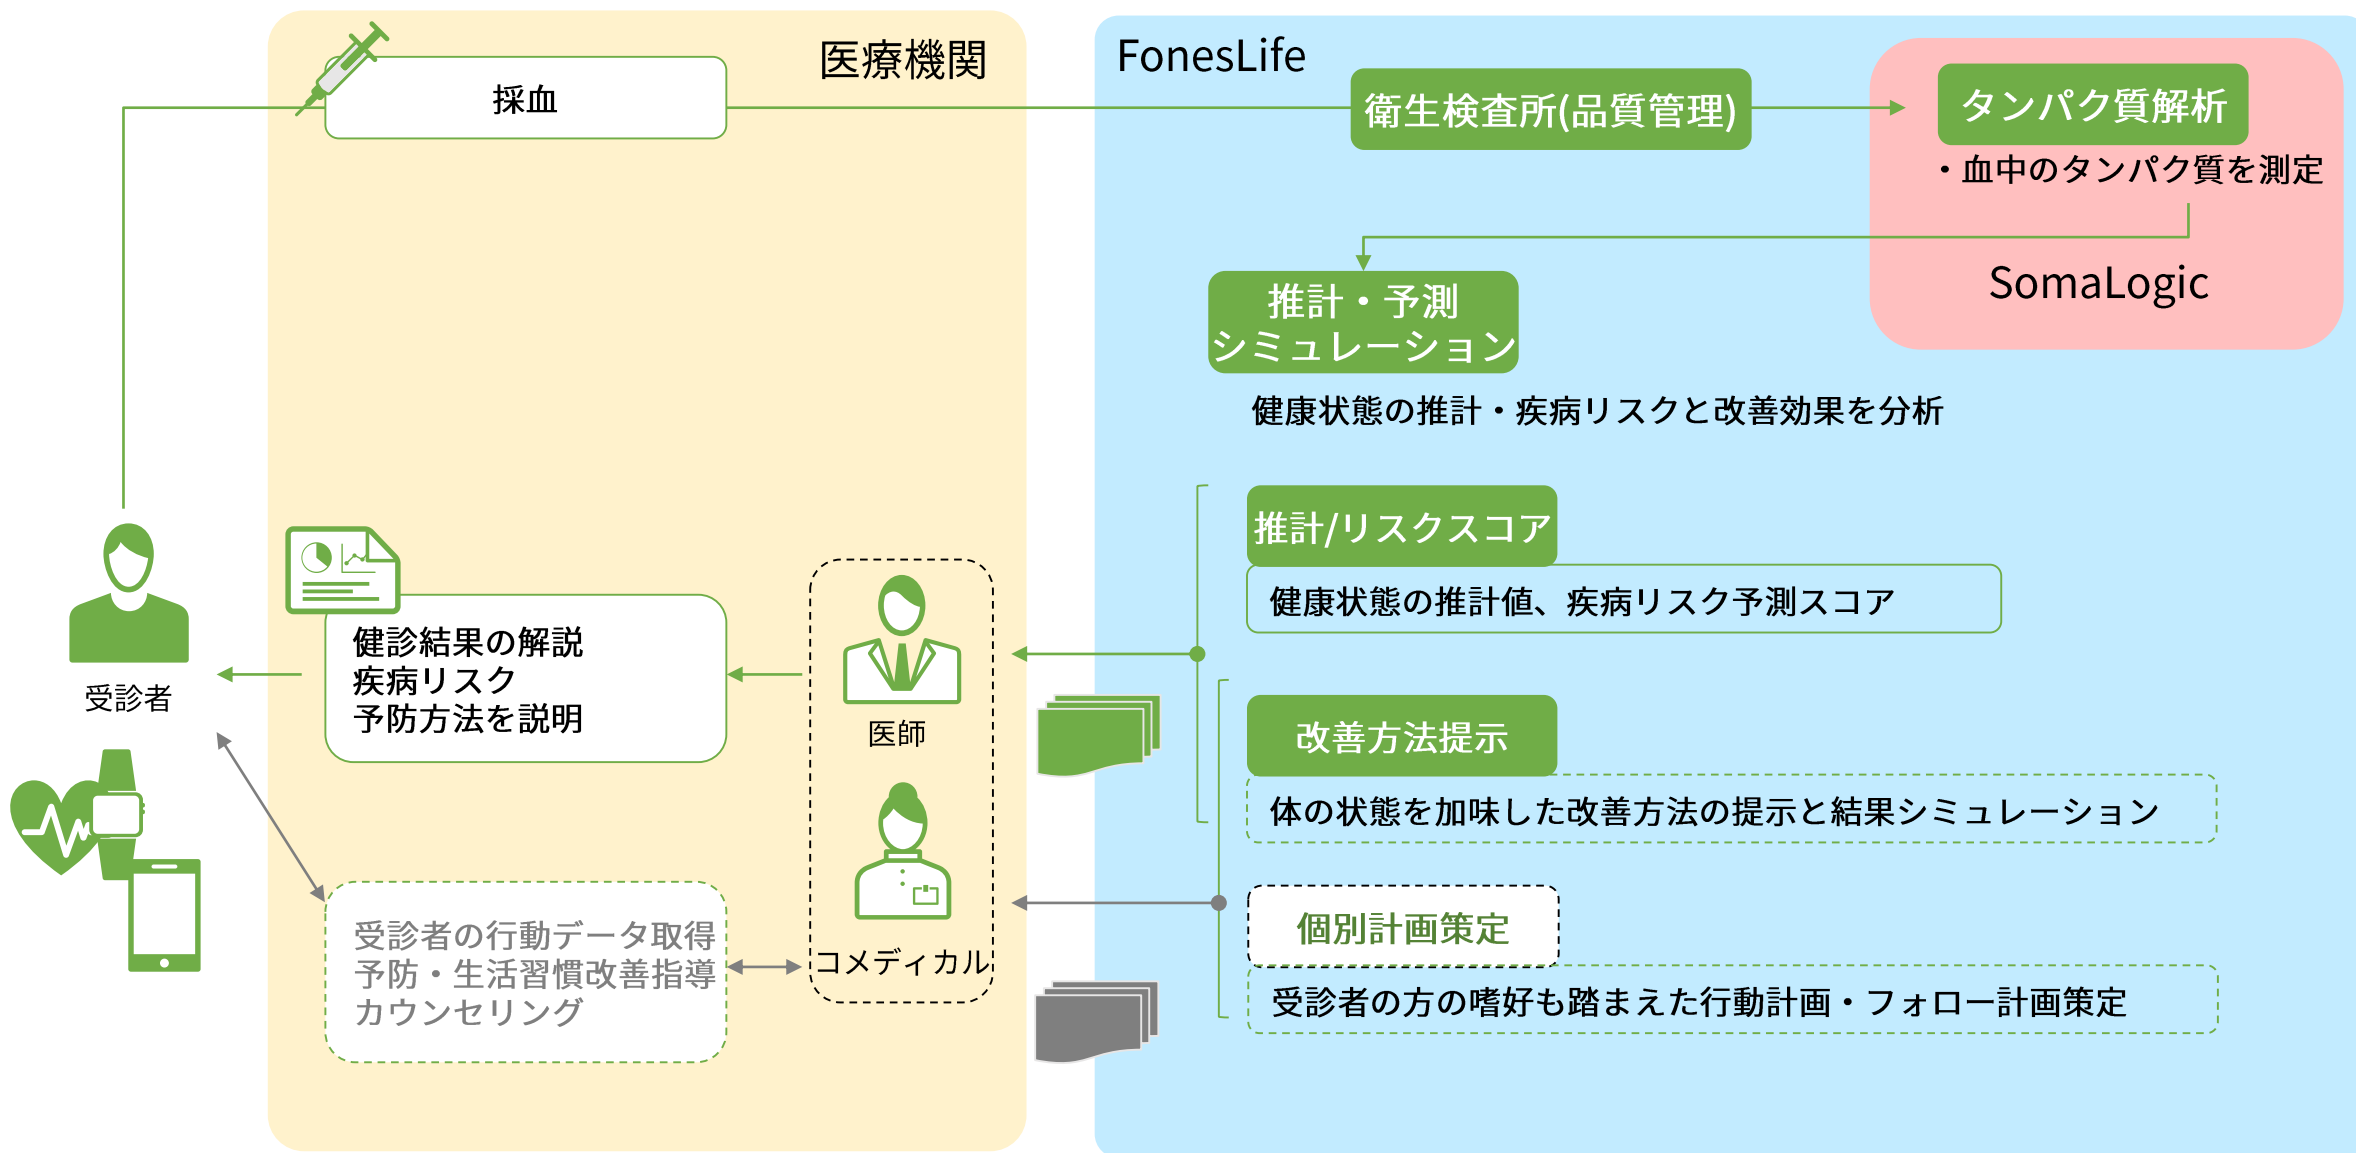 医療機関
採血
FonesLife
衛生検査所(品質管理)
タンパク質解析
・血中のタンパク質を測定
SomaLogic
推計・予測
シミュレーション
健康状態の推計・疾病リスクと改善効果を分析
推計/リスクスコア
健康状態の推計値、疾病リスク予測スコア
健診結果の解説
疾病リスク
予防方法を説明
受診者
医師
改善方法提示
体の状態を加味した改善方法の提示と結果シミュレーション
受診者の行動データ取得
予防・生活習慣改善指導
カウンセリング
コメディカル
個別計画策定
受診者の方の嗜好も踏まえた行動計画・フォロー計画策定